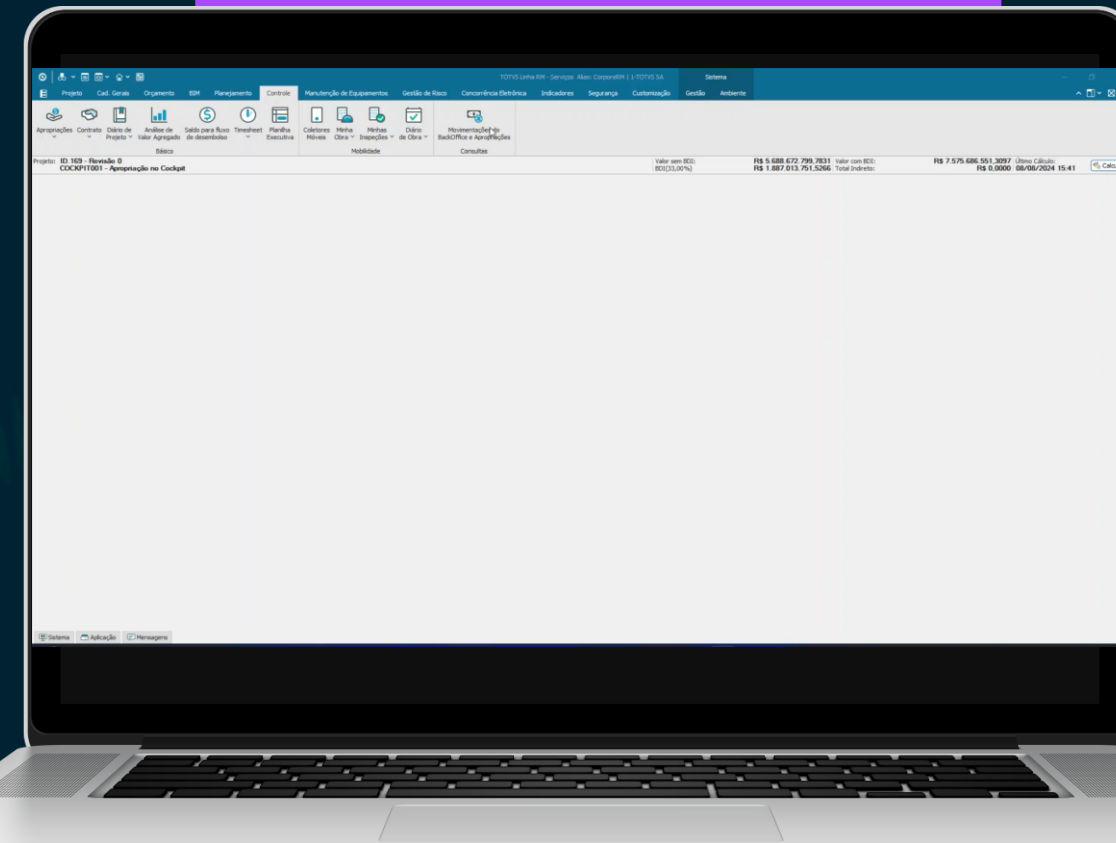 TOTVS Linha RM - Serviços Alias: CorporeRM | 1-TOTVS SA
Sistema
Projeto Cad. Gerais Orçamento BIM Planejamento Controle Manutenção de Equipamentos Gestão de Risco Concorrência Eletrônica Indicadores Segurança Customização Gestão Ambiente
Apropriações Contrato Diário de Projeto Análise de Valor Agregado Saldo para fluxo de desembolso Timesheet Planilha Executiva
Básico
Coletores Móveis Minha Obra Minhas Inspeções Diário de Obra
Mobilidade
Movimentações do BackOffice e Apropriações
Consultas
Projeto: ID.169 - Revisão 0
COCKPIT001 - Apropriação no Cockpit
Valor sem BDI: R$ 5.688.672.799,7831 Valor com BDI: R$ 7.575.686.551,3097 Último Cálculo:
BDI(33,00%) R$ 1.887.013.751,5266 Total Indireto: R$ 0,0000 08/08/2024 15:41
Sistema Aplicação Mensagens